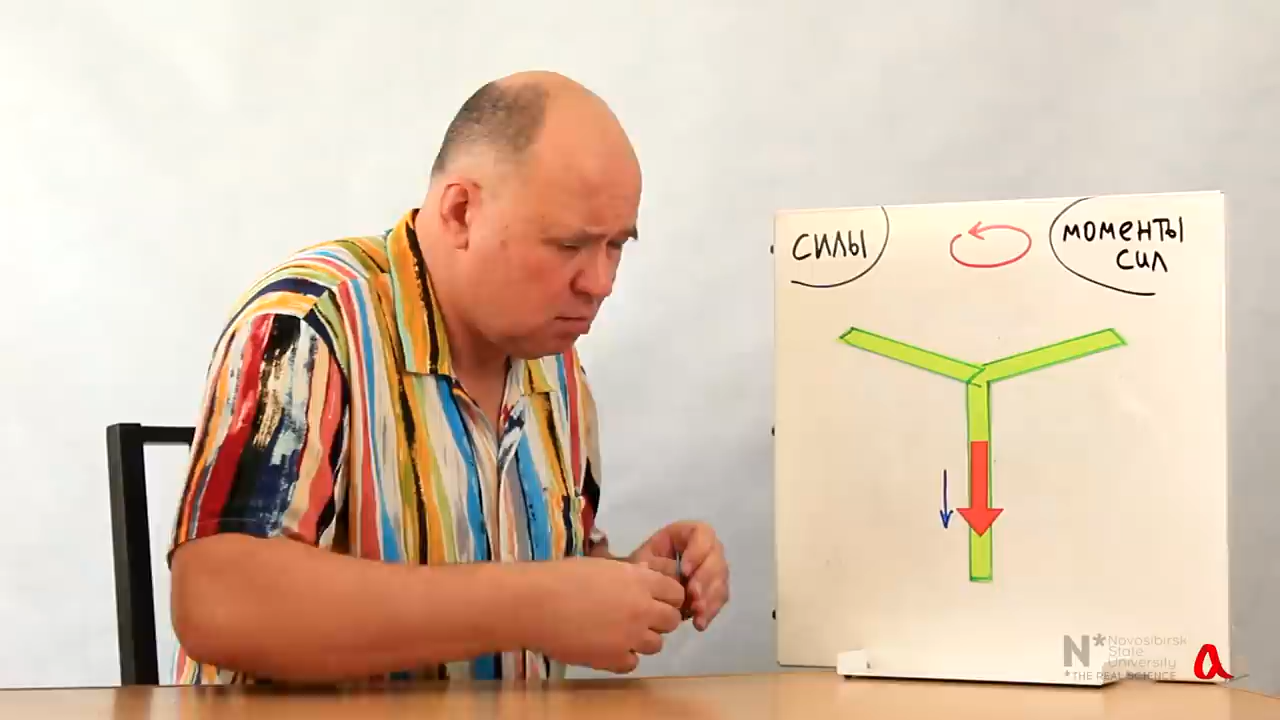 СИЛЫ
МОМЕНТЫ
СИЛ
N* Novosibirsk
State
University
*THE REAL SCIENCE
a